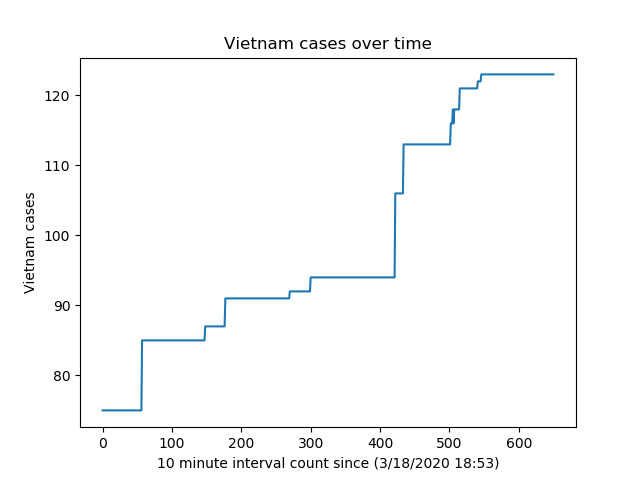 Vietnam cases over time
120
110
100
90
80
Vietnam cases
0 100 200 300 400 500 600
10 minute interval count since (3/18/2020 18:53)